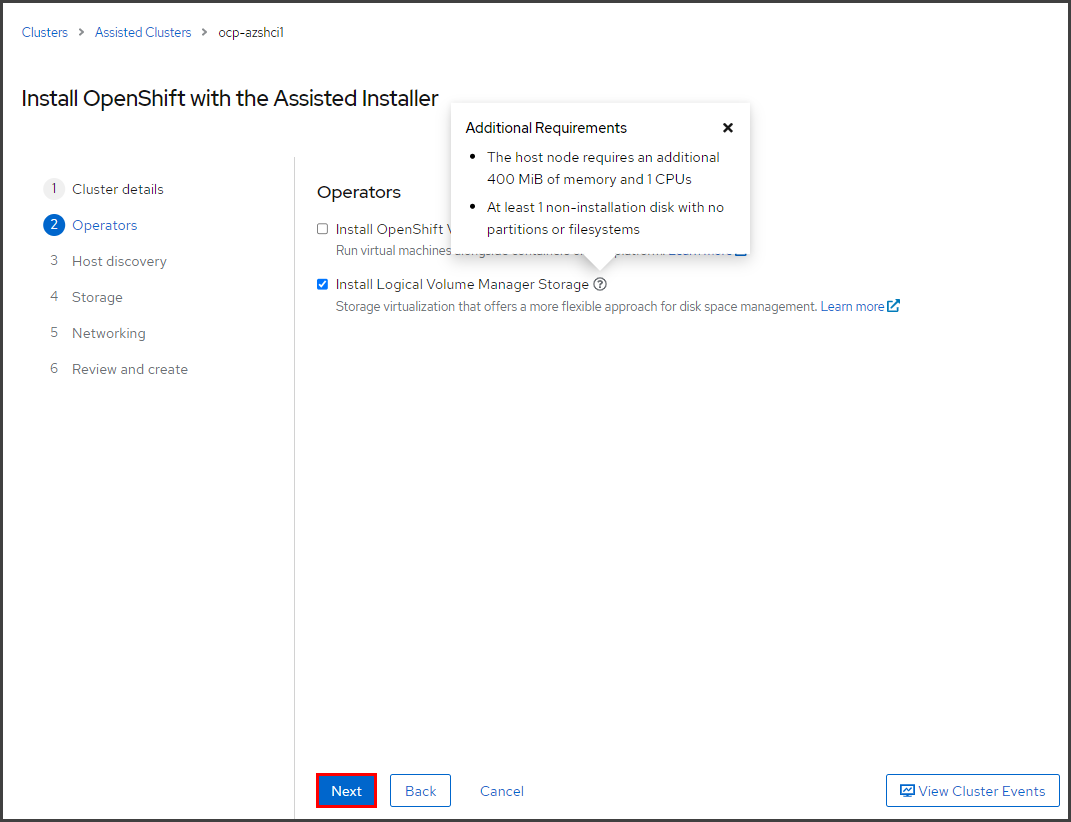 Clusters > Assisted Clusters > ocp-azshci1
Install OpenShift with the Assisted Installer
Additional Requirements
The host node requires an additional
400 MiB of memory and 1 CPUs
At least 1 non-installation disk with no
partitions or filesystems
1 Cluster details
2 Operators
3 Host discovery
4 Storage
5 Networking
6 Review and create
Operators
Install OpenShift
Run virtual machines
Install Logical Volume Manager Storage
Storage virtualization that offers a more flexible approach for disk space management. Learn more
Next
Back
Cancel
View Cluster Events